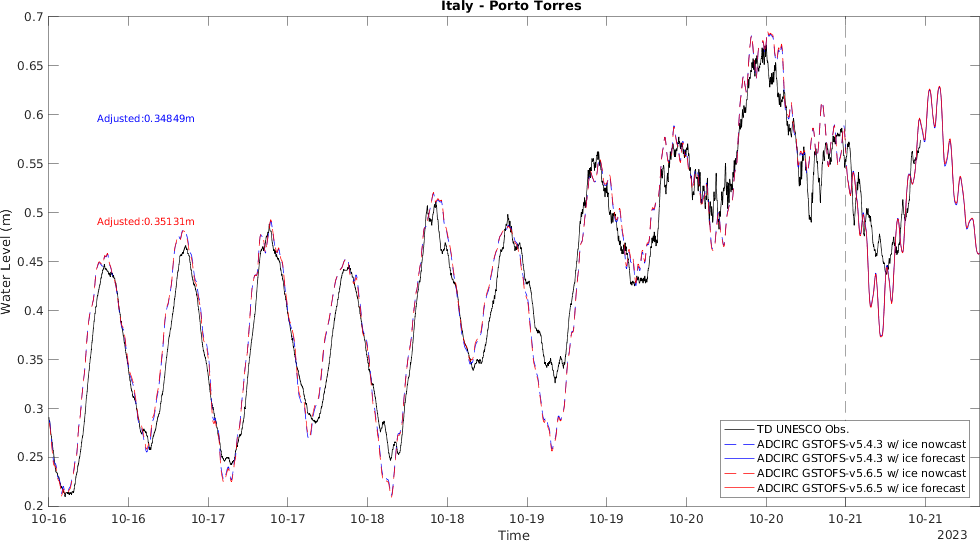 Italy - Porto Torres
Water Level (m)
0.7
0.65
0.6
0.55
0.5
0.45
0.4
0.35
0.3
0.25
0.2
Adjusted:0.34849m
Adjusted:0.35131m
TD UNESCO Obs.
ADCIRC GSTOFS-v5.4.3 w/ ice nowcast
ADCIRC GSTOFS-v5.4.3 w/ ice forecast
ADCIRC GSTOFS-v5.6.5 w/ ice nowcast
ADCIRC GSTOFS-v5.6.5 w/ ice forecast
10-16 10-16 10-17 10-17 10-18 10-18 10-19 10-19 10-20 10-20 10-21 10-21
Time
2023